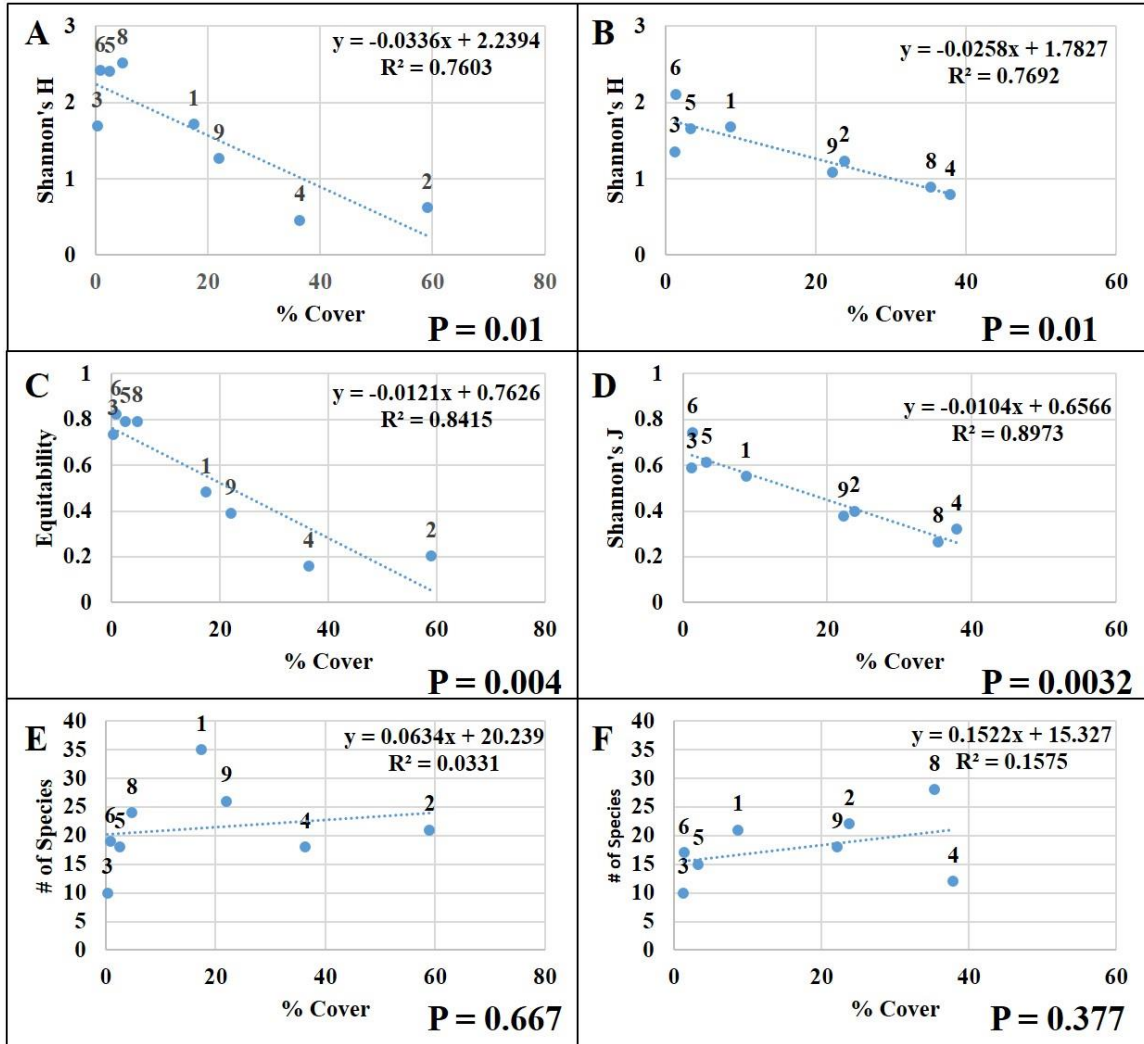 A
y = -0.0336x + 2.2394
R² = 0.7603
Shannon's H
3
2
1
0
6 5 8
3
1
9
4
2
0 20 40 60 80
% Cover
P = 0.01
B
y = -0.0258x + 1.7827
R² = 0.7692
Shannon's H
3
2
1
0
6
5
3
1
9 2
8 4
0 20 40 60
% Cover
P = 0.01
C
y = -0.0121x + 0.7626
R² = 0.8415
Equitability
1
0.8
0.6
0.4
0.2
0
6 5 8
3
1
9
4
2
0 20 40 60 80
% Cover
P = 0.004
D
y = -0.0104x + 0.6566
R² = 0.8973
Shannon's J
1
0.8
0.6
0.4
0.2
0
6
3 5
1
9 2
8 4
0 20 40 60
% Cover
P = 0.0032
E
y = 0.0634x + 20.239
R² = 0.0331
# of Species
40
35
30
25
20
15
10
5
0
1
8
9
6 5
4
2
3
0 20 40 60 80
% Cover
P = 0.667
F
y = 0.1522x + 15.327
R² = 0.1575
# of Species
40
35
30
25
20
15
10
5
0
8
1
2
6 5
9
3
4
0 20 40 60
% Cover
P = 0.377